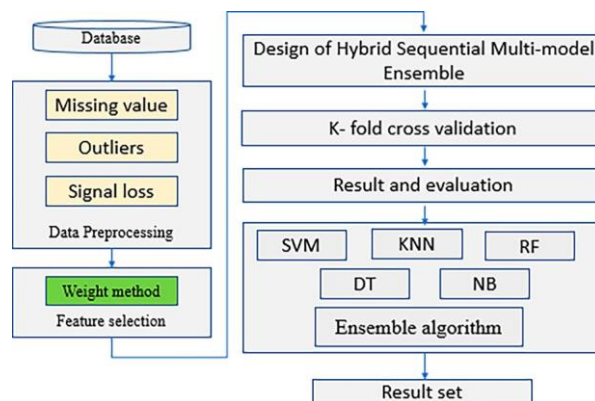 Database
Missing value
Outliers
Signal loss
Data Preprocessing
Weight method
Feature selection
Design of Hybrid Sequential Multi-model
Ensemble
K- fold cross validation
Result and evaluation
SVM
KNN
RF
DT
NB
Ensemble algorithm
Result set